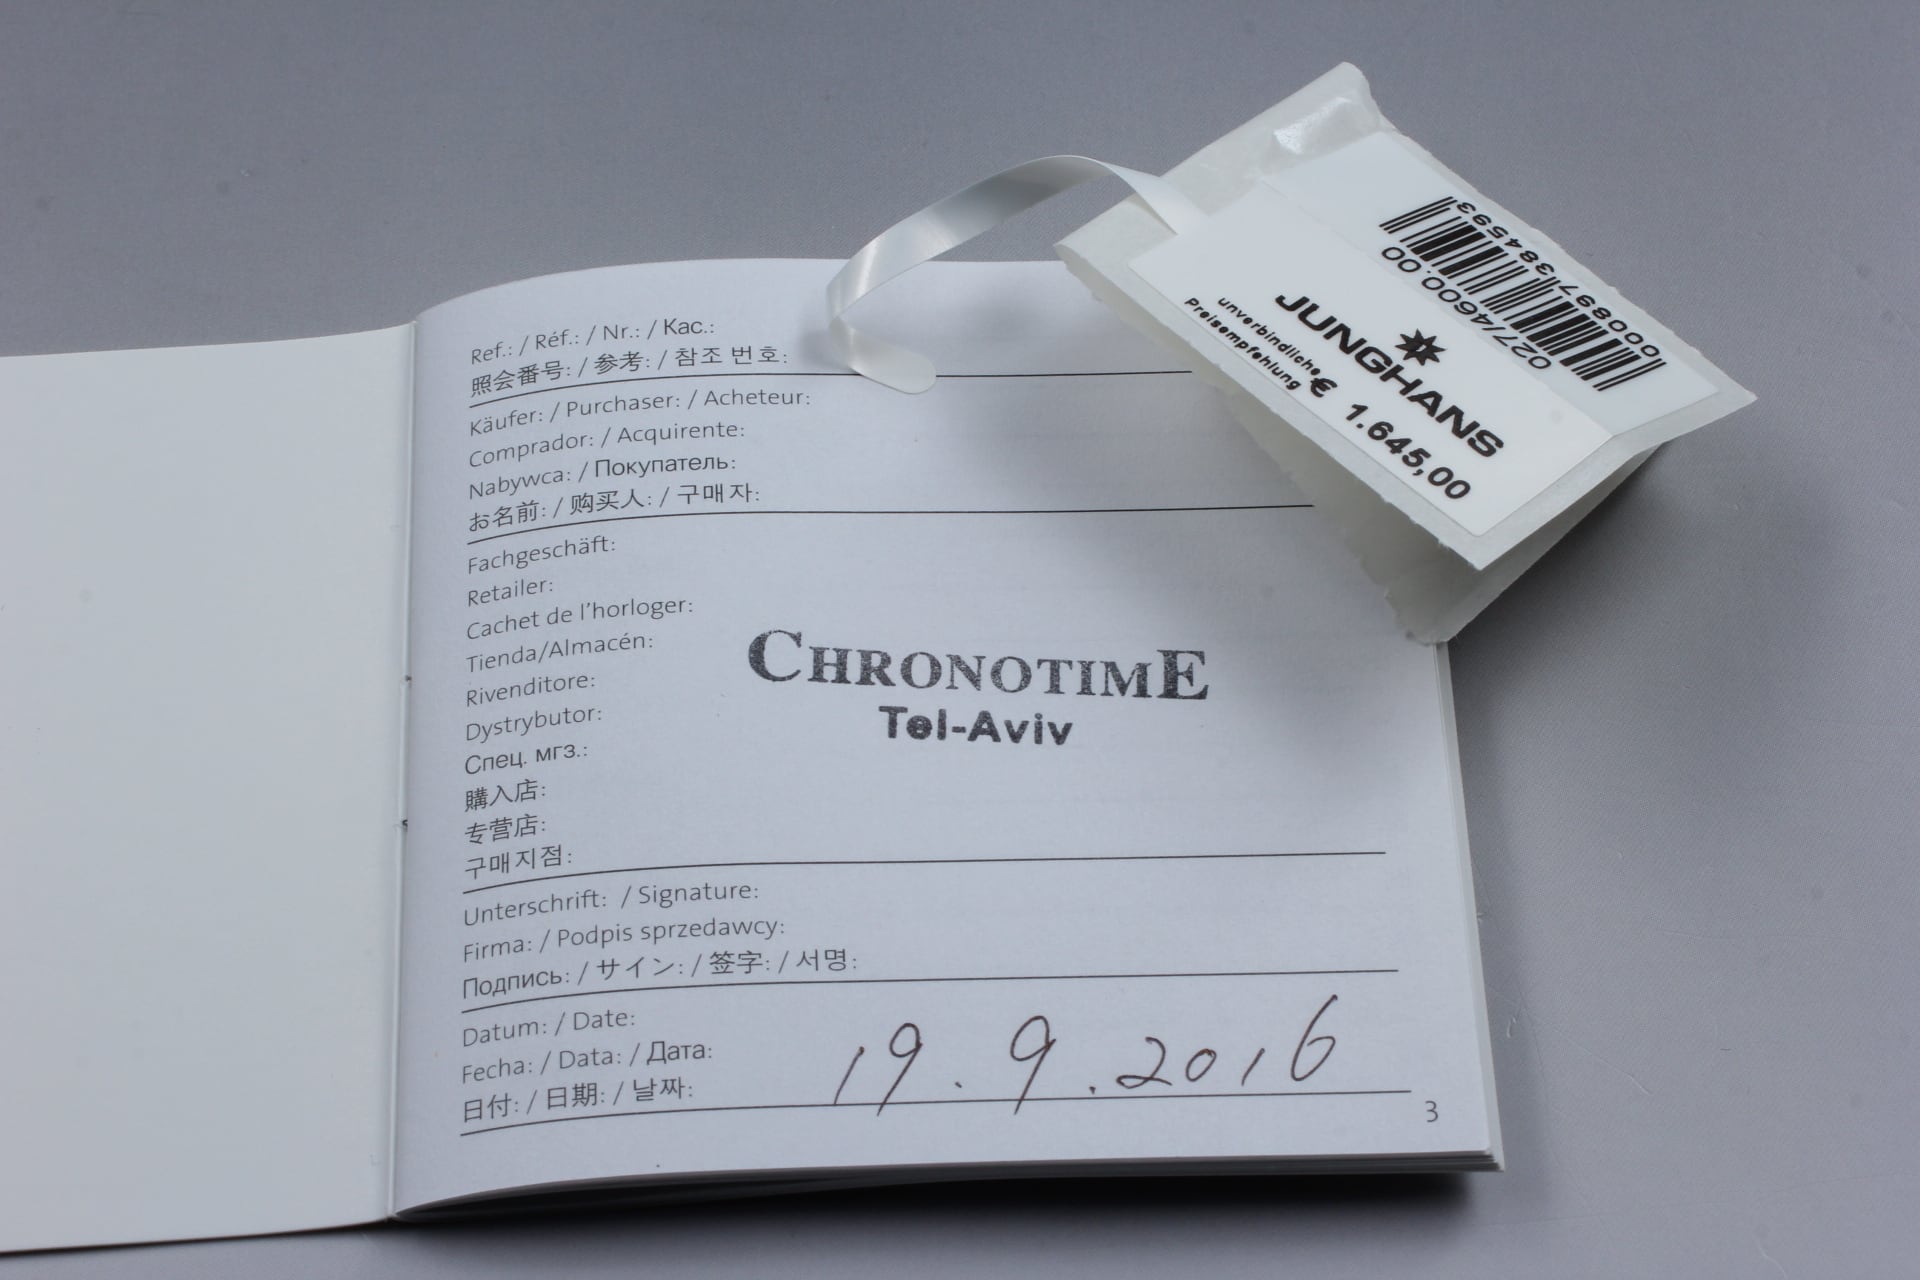 Ref.: / Réf.: / Nr.: / Кас.:
照会番号: / 参考: / 참조 번호:
Käufer: / Purchaser: / Acheteur:
Comprador: / Acquirente:
Nabywca: / Покупатель:
お名前: / 购买人: / 구매자:
Fachgeschäft:
Retailer:
Cachet de l'horloger:
Tienda/Almacén:
Rivenditore:
Dystrybutor:
Спец. мгз.:
購入店:
专营店:
구매지점:
CHRONOTIME
Tel-Aviv
Unterschrift: / Signature:
Firma: / Podpis sprzedawcy:
Подпись: / サイン: / 签字: / 서명:
Datum: / Date:
Fecha: / Data: / Дата:
日付: / 日期: / 날짜:
19.9.2016
3
027/4600.00
JUNGHANS
unverbindliche
Preisempfehlung
€ 1.645,00